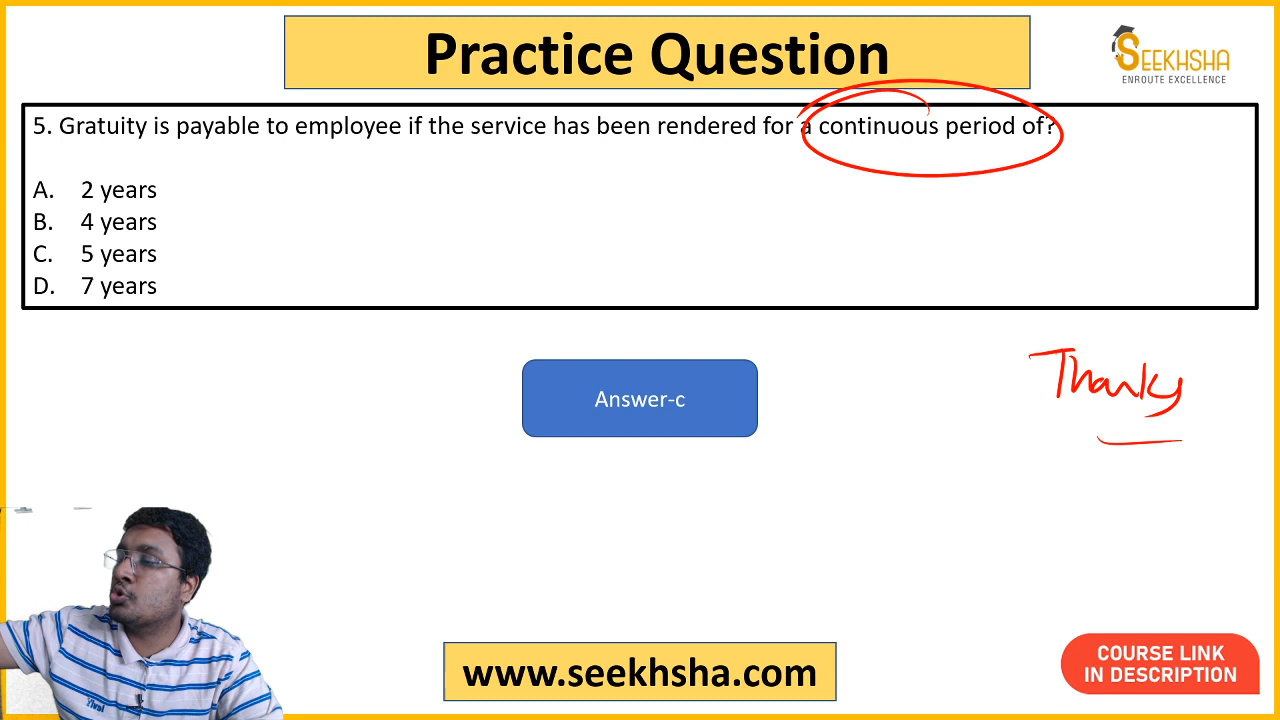 Practice Question
SEEKHSHA
ENROUTE EXCELLENCE
5. Gratuity is payable to employee if the service has been rendered for a continuous period of?
A. 2 years
B. 4 years
C. 5 years
D. 7 years
Answer-c
Thanks
www.seekhsha.com
COURSE LINK
IN DESCRIPTION